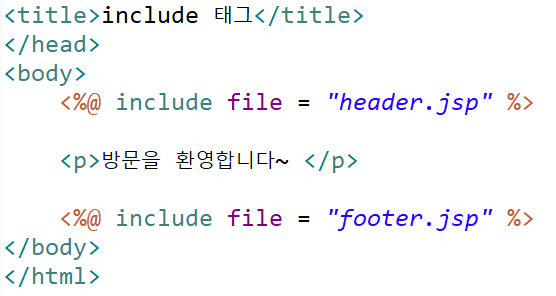 <title>include 태그</title>
</head>
<body>
<%@ include file = "header.jsp" %>
<p>방문을 환영합니다~ </p>
<%@ include file = "footer.jsp" %>
</body>
</html>